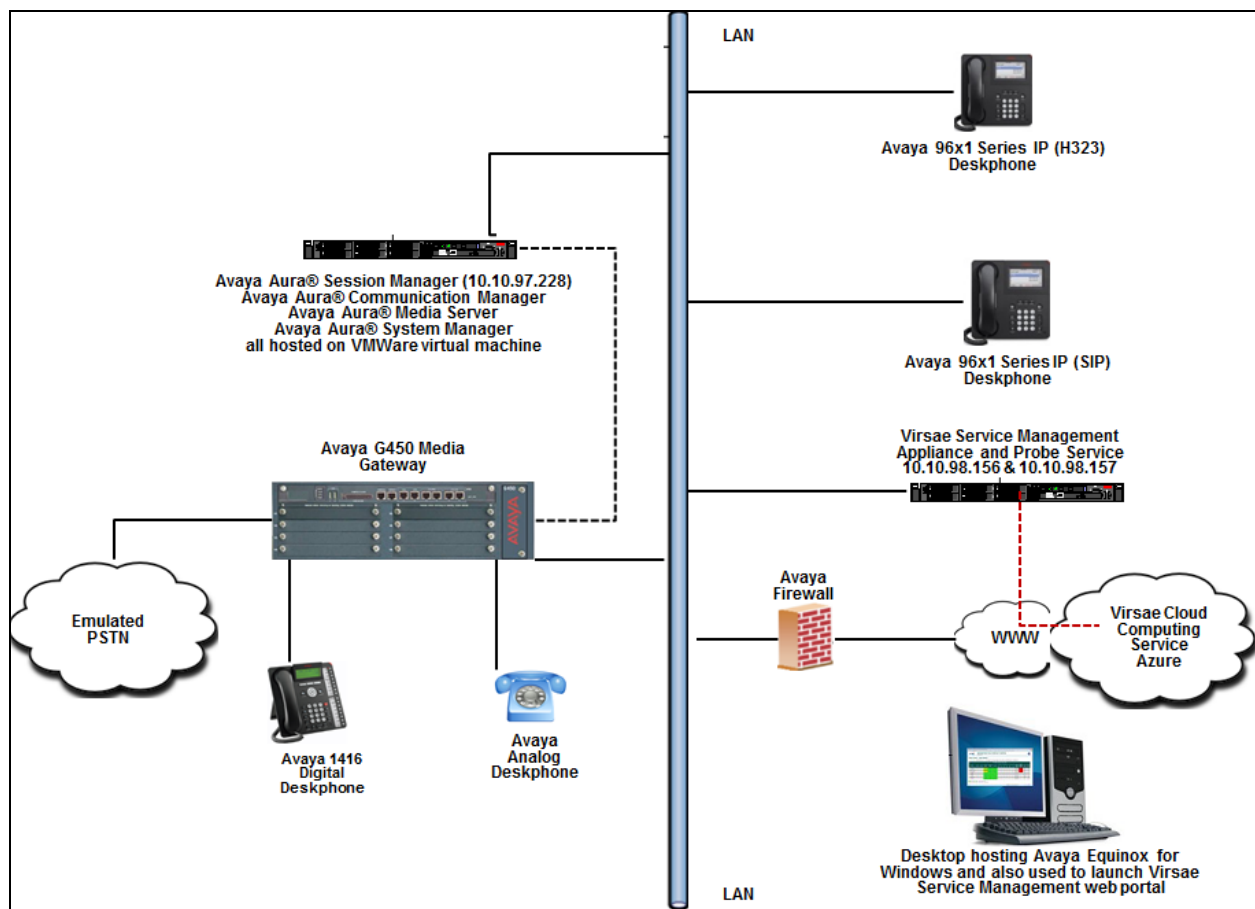 LAN
Avaya 96x1 Series IP (H323)
Deskphone
Avaya Aura® Session Manager (10.10.97.228)
Avaya Aura® Communication Manager
Avaya Aura® Media Server
Avaya Aura® System Manager
all hosted on VMWare virtual machine
Avaya 96x1 Series IP (SIP)
Deskphone
Avaya G450 Media
Gateway
AVAYA
Virsae Service Management
Appliance and Probe Service
10.10.98.156 & 10.10.98.157
Emulated
PSTN
Avaya
Firewall
WWW
Virsae Cloud
Computing
Service
Azure
Avaya 1416
Digital
Deskphone
Avaya
Analog
Deskphone
Desktop hosting Avaya Equinox for
Windows and also used to launch Virsae
Service Management web portal
LAN